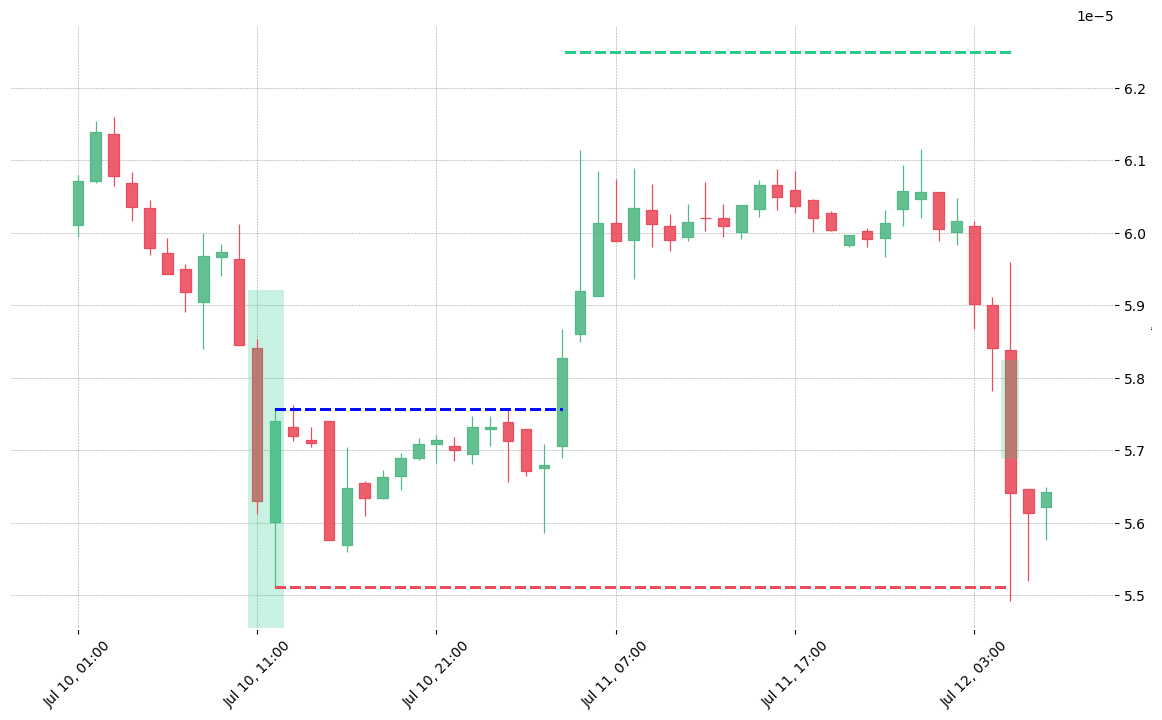 1e−5
6.2
6.1
6.0
5.9
5.8
5.7
5.6
5.5
Jul 10, 01:00
Jul 10, 11:00
Jul 10, 21:00
Jul 11, 07:00
Jul 11, 17:00
Jul 12, 03:00